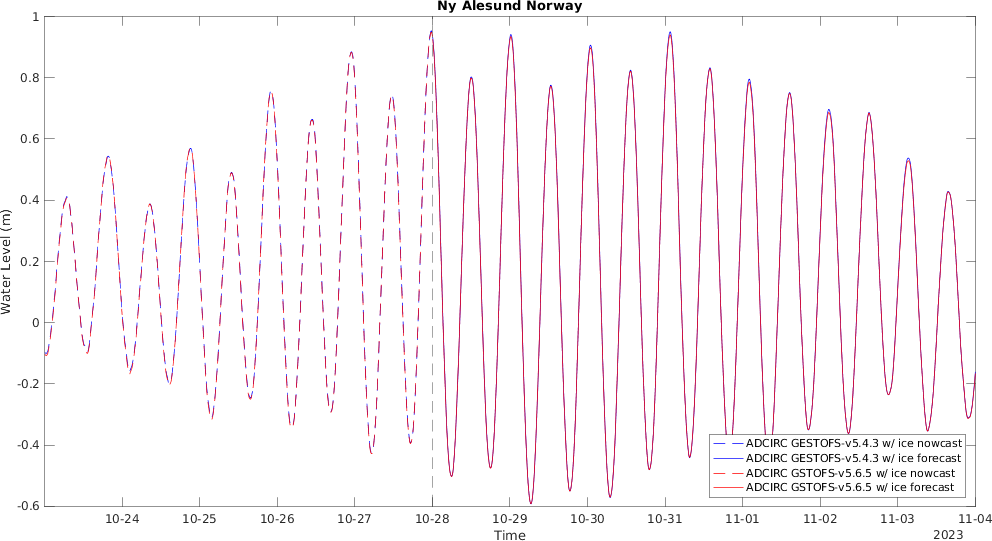 Ny Alesund Norway
1
0.8
0.6
0.4
0.2
0
-0.2
-0.4
-0.6
Water Level (m)
ADCIRC GESTOFS-v5.4.3 w/ ice nowcast
ADCIRC GESTOFS-v5.4.3 w/ ice forecast
ADCIRC GSTOFS-v5.6.5 w/ ice nowcast
ADCIRC GSTOFS-v5.6.5 w/ ice forecast
10-24 10-25 10-26 10-27 10-28 10-29 10-30 10-31 11-01 11-02 11-03 11-04
Time
2023